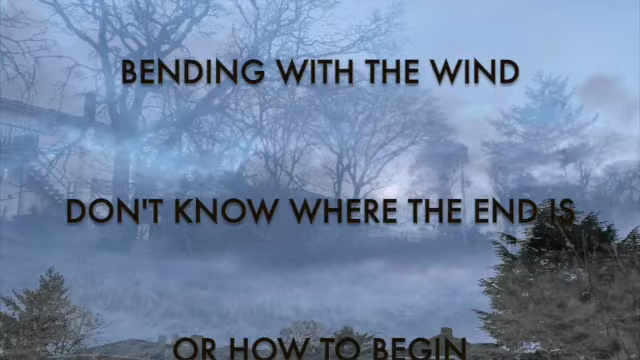 BENDING WITH THE WIND
DON'T KNOW WHERE THE END IS
OR HOW TO BEGIN